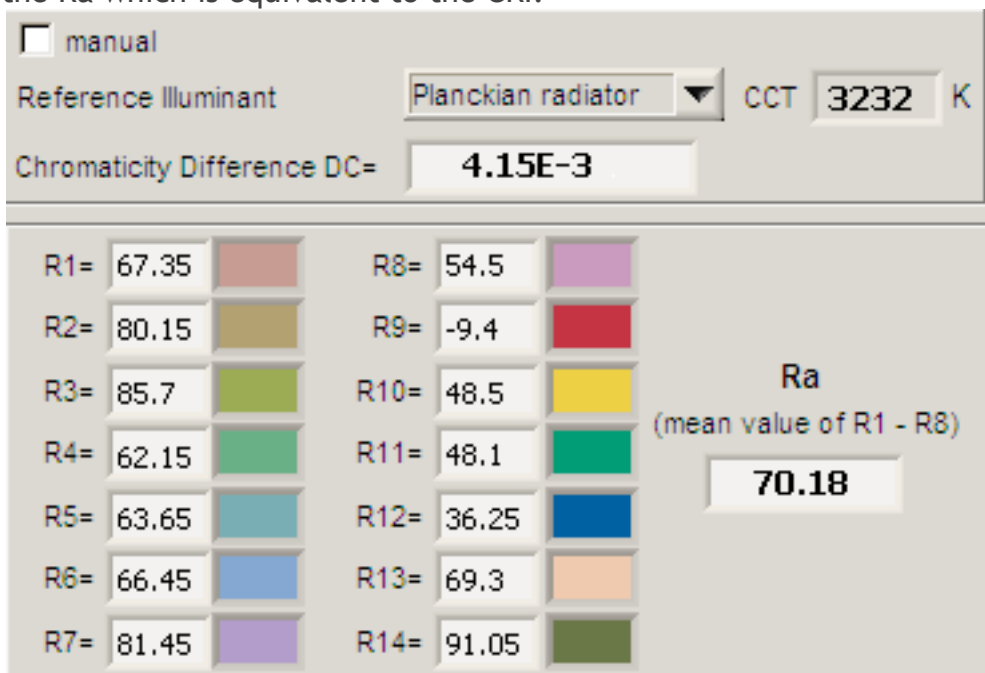 the Ra which is equivalent to the CRI.
manual
Reference Illuminant Planckian radiator CCT 3232 K
Chromaticity Difference DC= 4.15E-3
R1= 67.35 R8= 54.5
R2= 80.15 R9= -9.4
R3= 85.7 R10= 48.5 Ra
(mean value of R1 - R8)
R4= 62.15 R11= 48.1
70.18
R5= 63.65 R12= 36.25
R6= 66.45 R13= 69.3
R7= 81.45 R14= 91.05